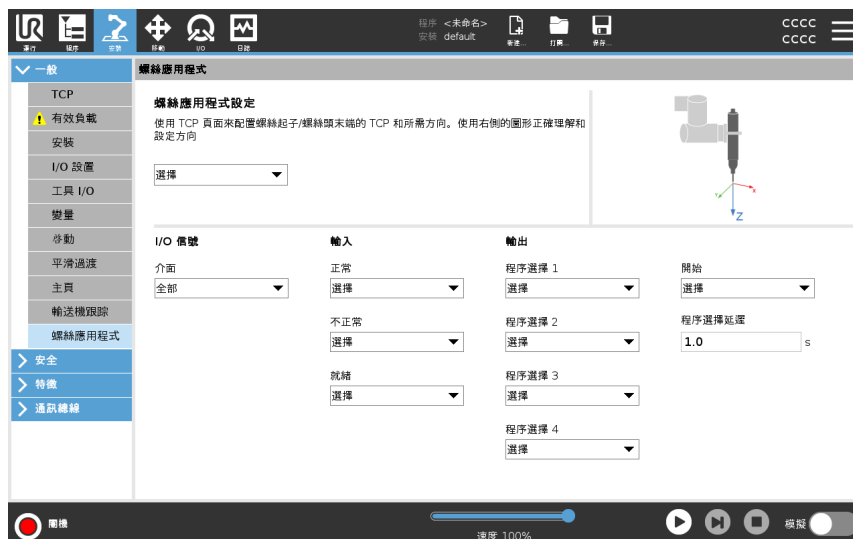 程序 <未命名>
安裝 default
CCCC
CCCC
運行
程序
安裝
移動
I/O
日誌
新建...
打開...
保存...
一般
TCP
有效負載
安裝
I/O 設置
工具 I/O
變量
啓動
平滑過渡
主頁
輸送機跟踪
螺絲應用程式
安全
特徵
通訊總線
螺絲應用程式
螺絲應用程式設定
使用 TCP 頁面來配置螺絲起子/螺絲頭末端的 TCP 和所需方向。使用右側的圖形正確理解和
設定方向
選擇
Y
X
Z
I/O 信號
輸入
輸出
介面
全部
正常
選擇
不正常
選擇
就緒
選擇
程序選擇 1
選擇
程序選擇 2
選擇
程序選擇 3
選擇
程序選擇 4
選擇
開始
選擇
程序選擇延遲
1.0
s
關機
速度 100%
模擬